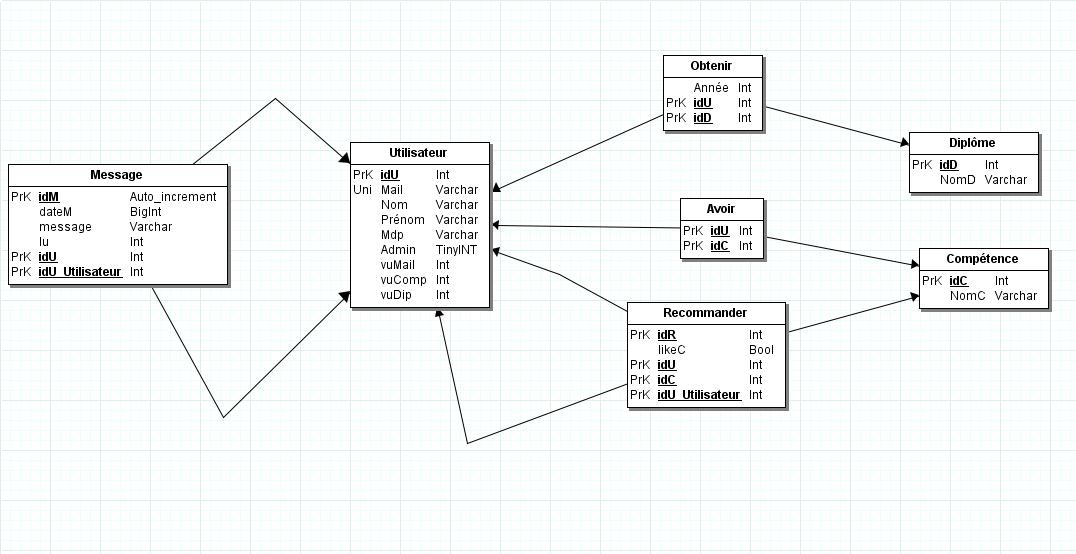 Message
PrK idM Auto_increment
dateM BigInt
message Varchar
lu Int
PrK idU Int
PrK idU_Utilisateur Int
Utilisateur
PrK idU Int
Uni Mail Varchar
Nom Varchar
Prénom Varchar
Mdp Varchar
Admin TinyINT
vuMail Int
vuComp Int
vuDip Int
Obtenir
Année Int
PrK idU Int
PrK idD Int
Diplôme
PrK idD Int
NomD Varchar
Avoir
PrK idU Int
PrK idC Int
Compétence
PrK idC Int
NomC Varchar
Recommander
PrK idR Int
likeC Bool
PrK idU Int
PrK idC Int
PrK idU_Utilisateur Int